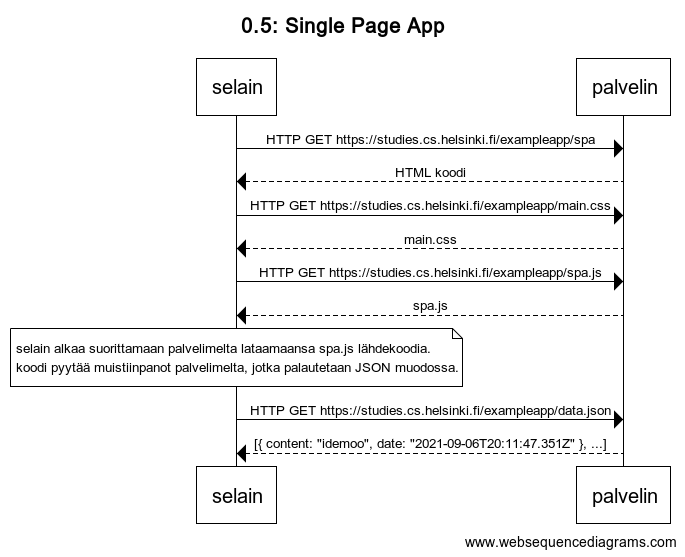 0.5: Single Page App
selain
palvelin
HTTP GET https://studies.cs.helsinki.fi/exampleapp/spa
HTML koodi
HTTP GET https://studies.cs.helsinki.fi/exampleapp/main.css
main.css
HTTP GET https://studies.cs.helsinki.fi/exampleapp/spa.js
spa.js
selain alkaa suorittamaan palvelimelta lataamaansa spa.js lähdekoodia.
koodi pyytää muistiinpanot palvelimelta, jotka palautetaan JSON muodossa.
HTTP GET https://studies.cs.helsinki.fi/exampleapp/data.json
[{ content: "idemoo", date: "2021-09-06T20:11:47.351Z" }, ...]
selain
palvelin
www.websequencediagrams.com